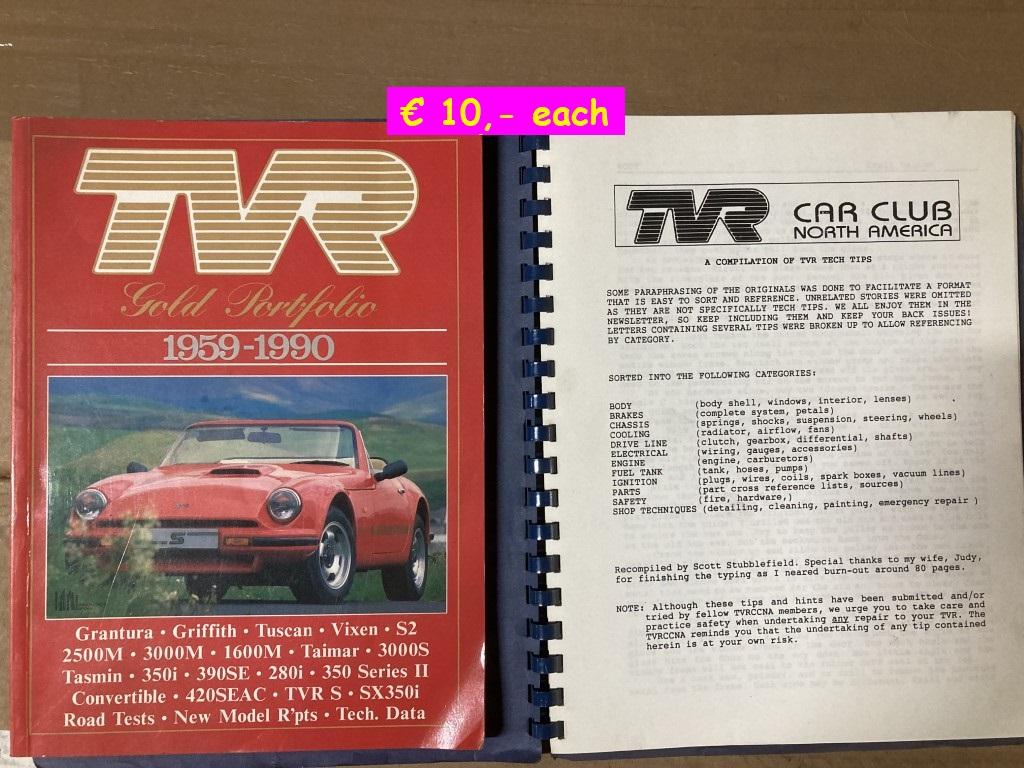 € 10,- each
TVR
Gold Portfolio
1959-1990
S
Grantura • Griffith • Tuscan • Vixen • S2
2500M • 3000M • 1600M • Taimar • 3000S
Tasmin • 350i • 390SE • 280i • 350 Series II
Convertible • 420SEAC • TVR S • SX350i
Road Tests • New Model R'pts • Tech. Data
TVR CAR CLUB
NORTH AMERICA
A COMPILATION OF TVR TECH TIPS
SOME PARAPHRASING OF THE ORIGINALS WAS DONE TO FACILITATE A FORMAT
THAT IS EASY TO SORT AND REFERENCE. UNRELATED STORIES WERE OMITTED
AS THEY ARE NOT SPECIFICALLY TECH TIPS. WE ALL ENJOY THEM IN THE
NEWSLETTER, SO KEEP INCLUDING THEM AND KEEP YOUR BACK ISSUES!
LETTERS CONTAINING SEVERAL TIPS WERE BROKEN UP TO ALLOW REFERENCING
BY CATEGORY.
SORTED INTO THE FOLLOWING CATEGORIES:
BODY (body shell, windows, interior, lenses)
BRAKES (complete system, petals)
CHASSIS (springs, shocks, suspension, steering, wheels)
COOLING (radiator, airflow, fans)
DRIVE LINE (clutch, gearbox, differential, shafts)
ELECTRICAL (wiring, gauges, accessories)
ENGINE (engine, carburetors)
FUEL TANK (tank, hoses, pumps)
IGNITION (plugs, wires, coils, spark boxes, vacuum lines)
PARTS (part cross reference lists, sources)
SAFETY (fire, hardware,)
SHOP TECHNIQUES (detailing, cleaning, painting, emergency repair )
Recompiled by Scott Stubblefield. Special thanks to my wife, Judy,
for finishing the typing as I neared burn-out around 80 pages.
NOTE: Although these tips and hints have been submitted and/or
tried by fellow TVRCCNA members, we urge you to take care and
practice safety when undertaking any repair to your TVR. The
TVRCCNA reminds you that the undertaking of any tip contained
herein is at your own risk.